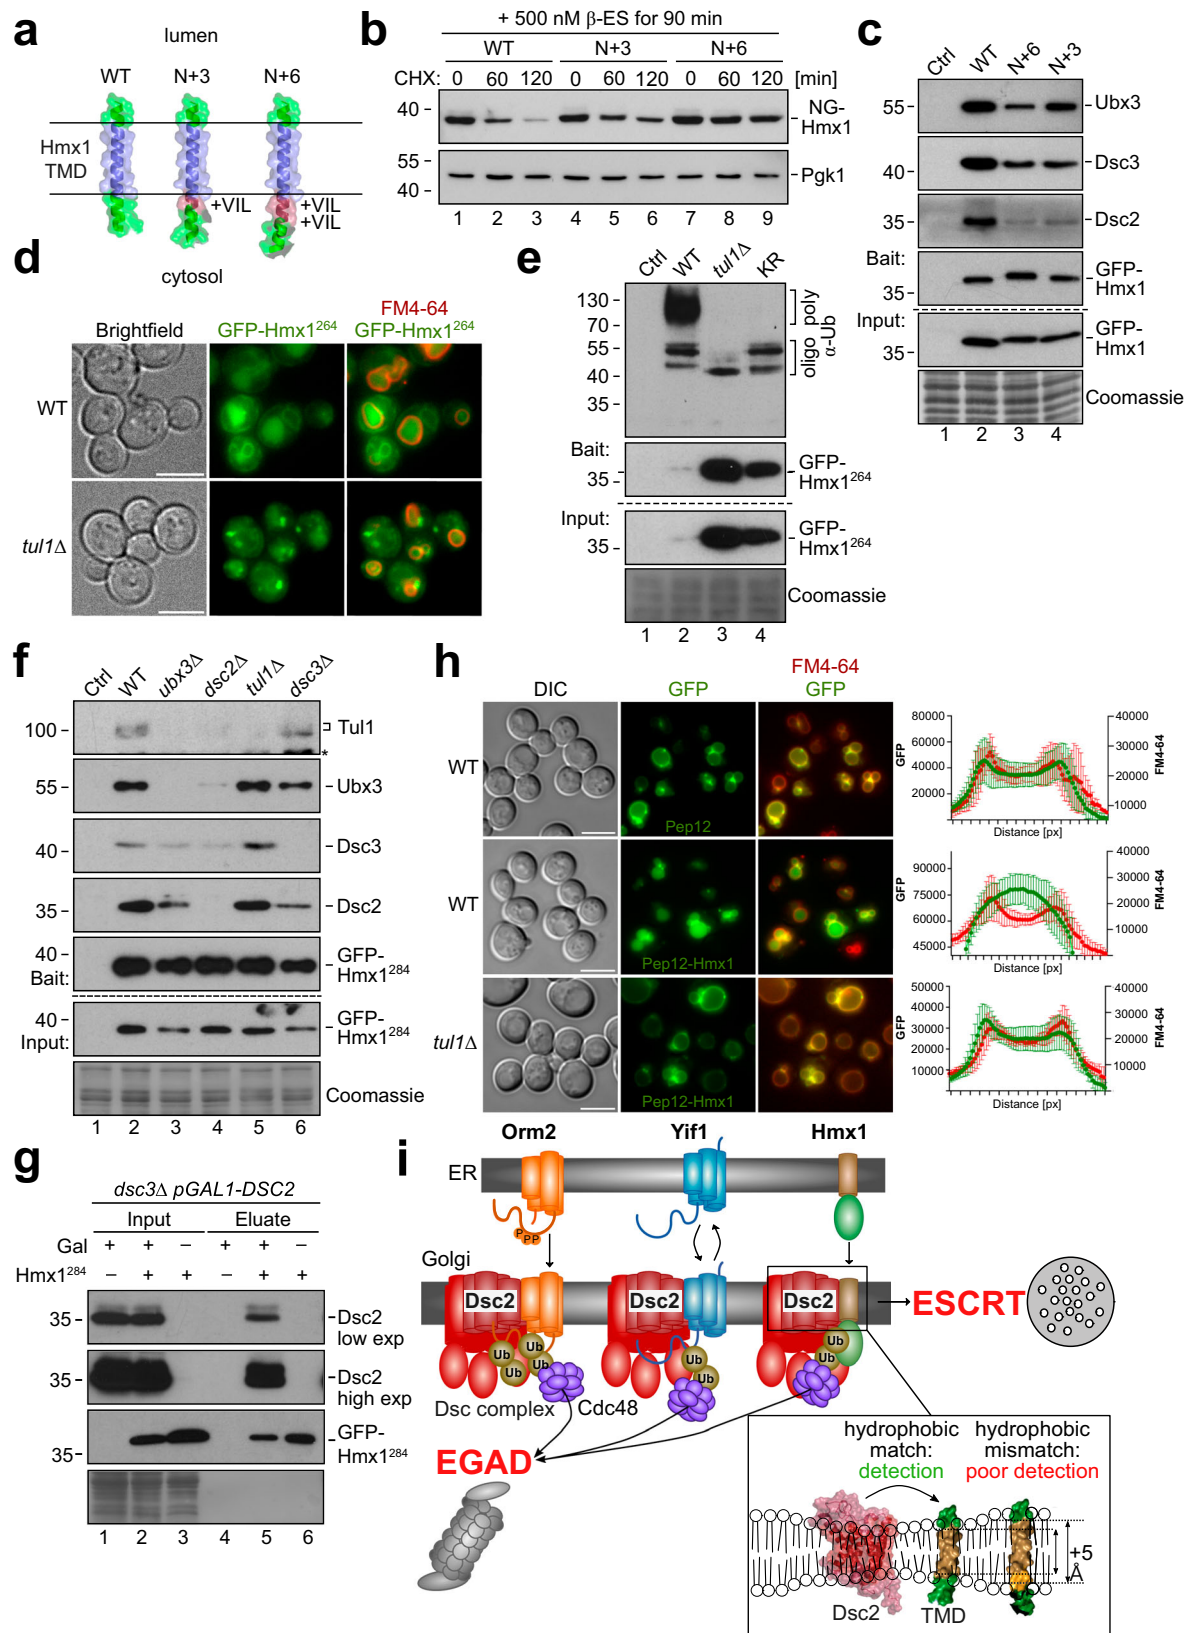 a
lumen
WT N+3 N+6
Hmx1
TMD
+VIL +VIL
+VIL
cytosol
b
+ 500 nM β-ES for 90 min
WT N+3 N+6
CHX: 0 60 120 0 60 120 0 60 120 [min]
40 NG-
Hmx1
55
40 Pgk1
1 2 3 4 5 6 7 8 9
c
Ctrl WT N+6 N+3
55 Ubx3
40 Dsc3
35 Dsc2
Bait:
35 GFP-
Hmx1
Input:
35 GFP-
Hmx1
Coomassie
1 2 3 4
d
Brightfield GFP-Hmx1²⁶⁴ FM4-64
GFP-Hmx1²⁶⁴
WT
tul1Δ
e
Ctrl WT tul1Δ KR
130
70
55
40
35
poly
oligo
α-Ub
Bait:
35 GFP-
Hmx1²⁶⁴
Input:
35 GFP-
Hmx1²⁶⁴
Coomassie
1 2 3 4
f
Ctrl WT ubx3Δ dsc2Δ tul1Δ dsc3Δ
100 Tul1
*
55 Ubx3
40 Dsc3
35 Dsc2
40 GFP-
Bait: Hmx1²⁸⁴
40 GFP-
Input: Hmx1²⁸⁴
Coomassie
1 2 3 4 5 6
g
dsc3Δ pGAL1-DSC2
Input Eluate
Gal + + – + + –
Hmx1²⁸⁴ – + + – + +
35 Dsc2
low exp
35 Dsc2
high exp
35 GFP-
Hmx1²⁸⁴
1 2 3 4 5 6
h
DIC GFP FM4-64
GFP
WT
Pep12
WT
Pep12-Hmx1
tul1Δ
Pep12-Hmx1
80000
60000
40000
20000
GFP
40000
30000
20000
10000
FM4-64
Distance [px]
90000
75000
60000
45000
GFP
40000
30000
20000
10000
FM4-64
Distance [px]
50000
40000
30000
20000
10000
0
GFP
40000
30000
20000
10000
0
FM4-64
Distance [px]
i
Orm2 Yif1 Hmx1
ER
P P P
Golgi
Dsc2 Dsc2 Dsc2
ESCRT
Ub Ub Ub Ub
Ub Ub
Ub Ub
Dsc complex Cdc48
EGAD
hydrophobic
match:
detection
hydrophobic
mismatch:
poor detection
+5
Å
Dsc2 TMD